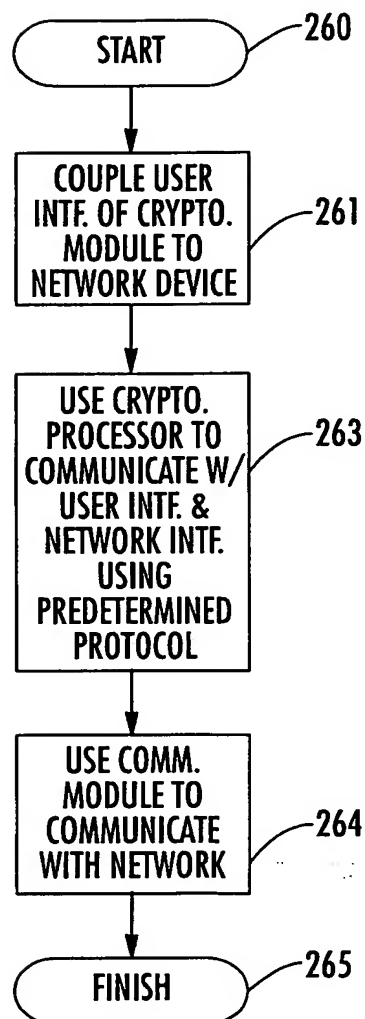 START
260
COUPLE USER
INTF. OF CRYPTO.
MODULE TO
NETWORK DEVICE
261
USE CRYPTO.
PROCESSOR TO
COMMUNICATE W/
USER INTF. &
NETWORK INTF.
USING
PREDETERMINED
PROTOCOL
263
USE COMM.
MODULE TO
COMMUNICATE
WITH NETWORK
264
FINISH
265